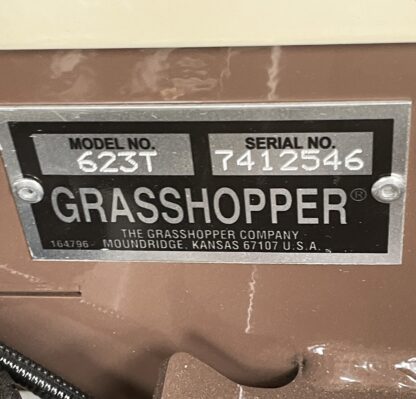 MODEL NO. SERIAL NO.
623T 7412546
GRASSHOPPER®
THE GRASSHOPPER COMPANY
164796 MOUNDRIDGE, KANSAS 67107 U.S.A.